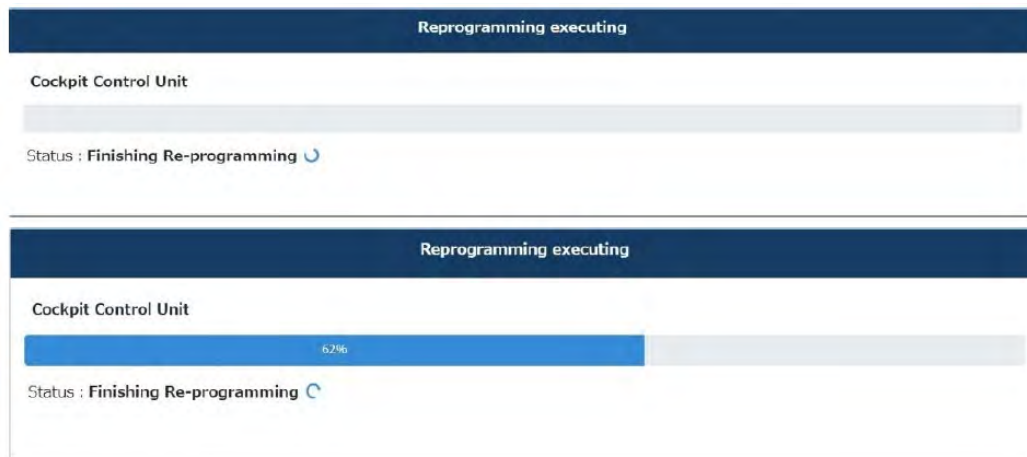 Reprogramming executing
Cockpit Control Unit
Status : Finishing Re-programming
Reprogramming executing
Cockpit Control Unit
62%
Status : Finishing Re-programming